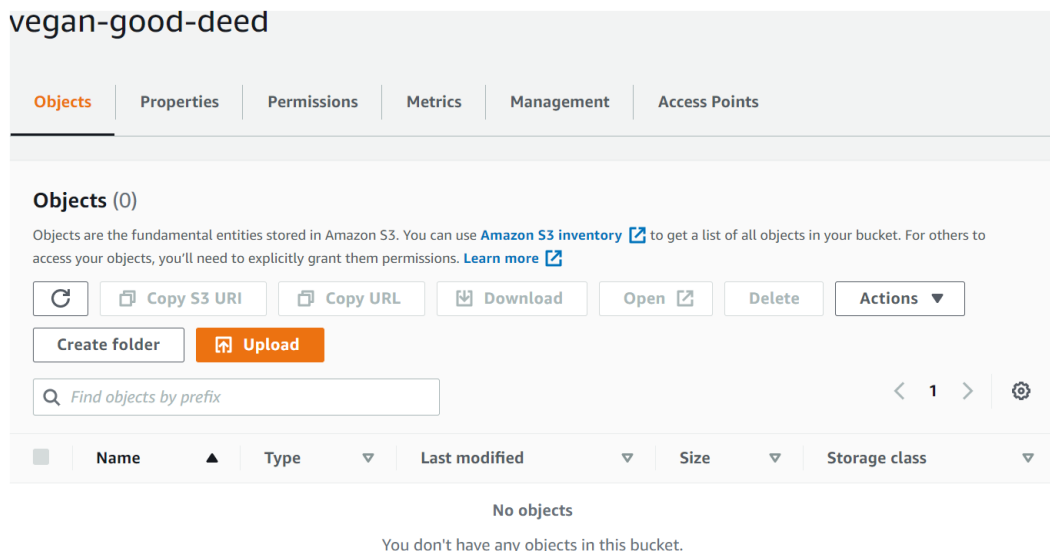 vegan-good-deed
Objects Properties Permissions Metrics Management Access Points
Objects (0)
Objects are the fundamental entities stored in Amazon S3. You can use Amazon S3 inventory to get a list of all objects in your bucket. For others to
access your objects, you'll need to explicitly grant them permissions. Learn more
Copy S3 URI Copy URL Download Open Delete Actions
Create folder Upload
Find objects by prefix 1
Name Type Last modified Size Storage class
No objects
You don't have any objects in this bucket.